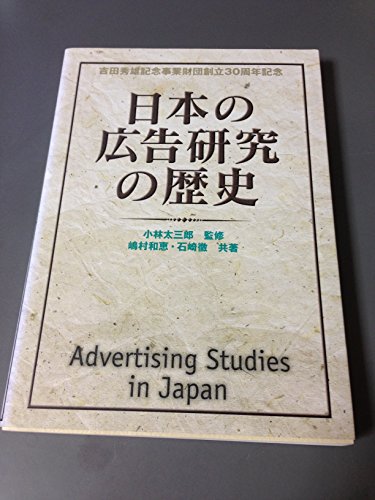 吉田秀雄記念事業財団創立30周年記念
日本の
広告研究
の歴史
小林太三郎 監修
嶋村和恵・石崎徹 共著
Advertising Studies
in Japan